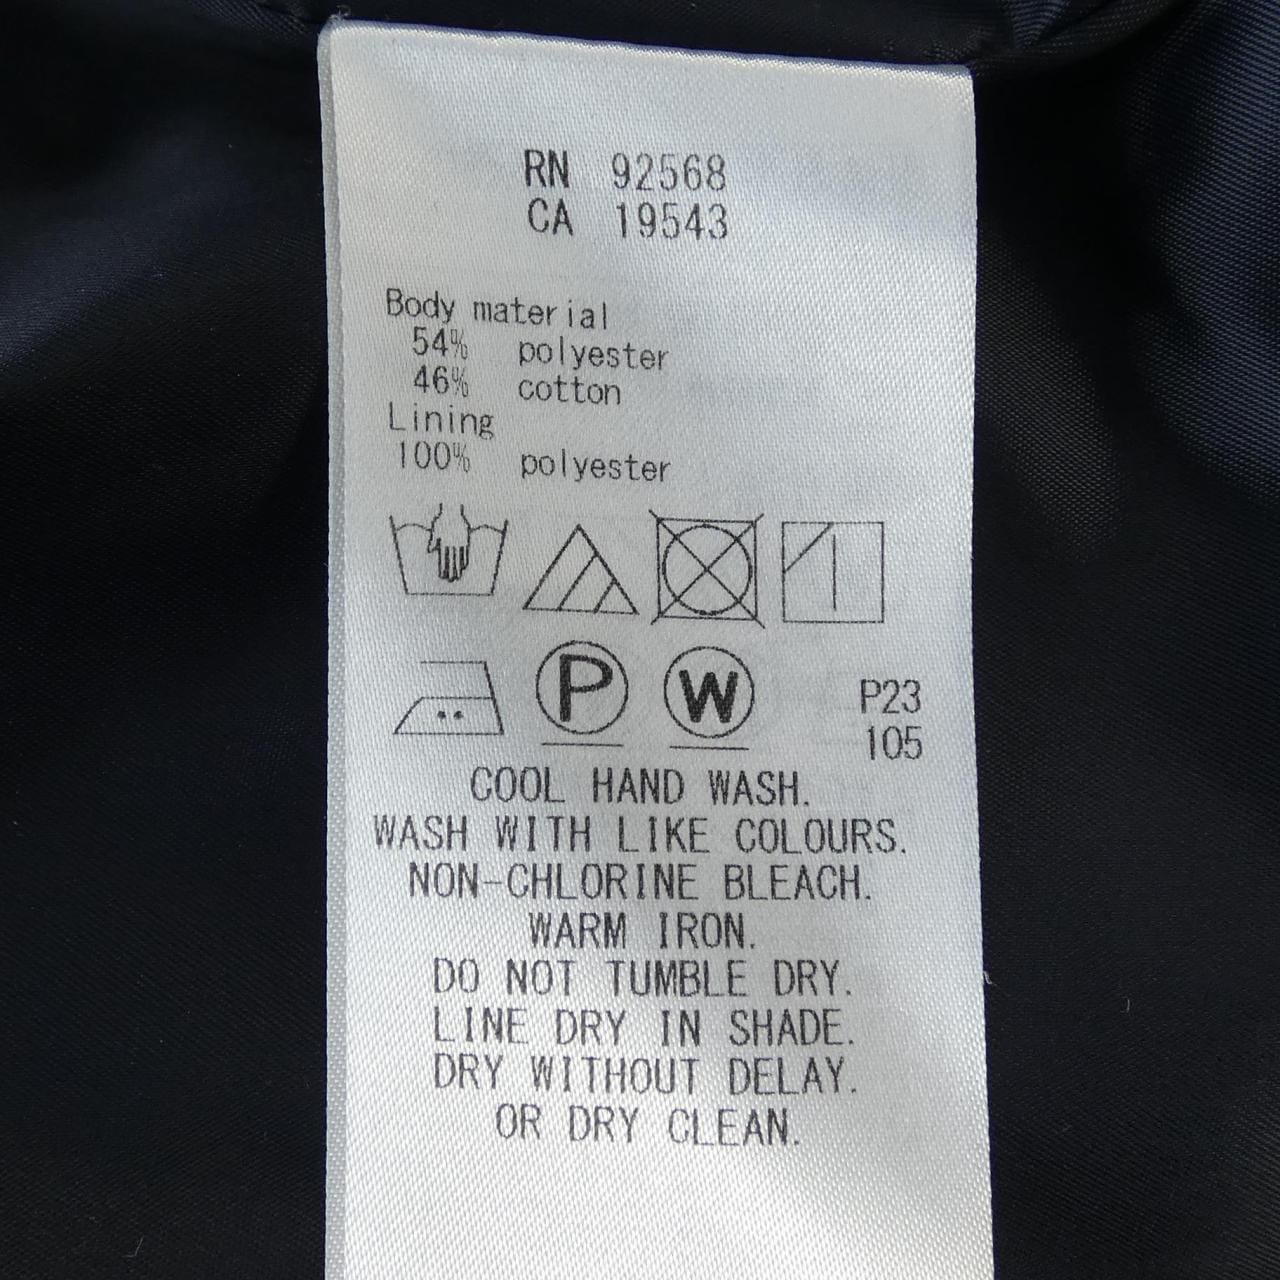 RN 92568
CA 19543
Body material
54% polyester
46% cotton
Lining
100% polyester
P W
P23
105
COOL HAND WASH.
WASH WITH LIKE COLOURS.
NON-CHLORINE BLEACH.
WARM IRON.
DO NOT TUMBLE DRY.
LINE DRY IN SHADE.
DRY WITHOUT DELAY.
OR DRY CLEAN.